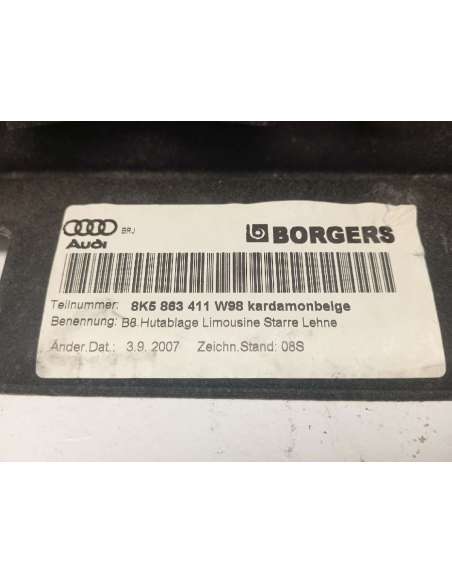 BRJ
BORGERS
Audi
Teilnummer: 8K5 863 411 W98 kardamonbeige
Benennung: B8 Hutablage Limousine Starre Lehne
Änder.Dat.: 3.9. 2007 Zeichn.Stand: 08S